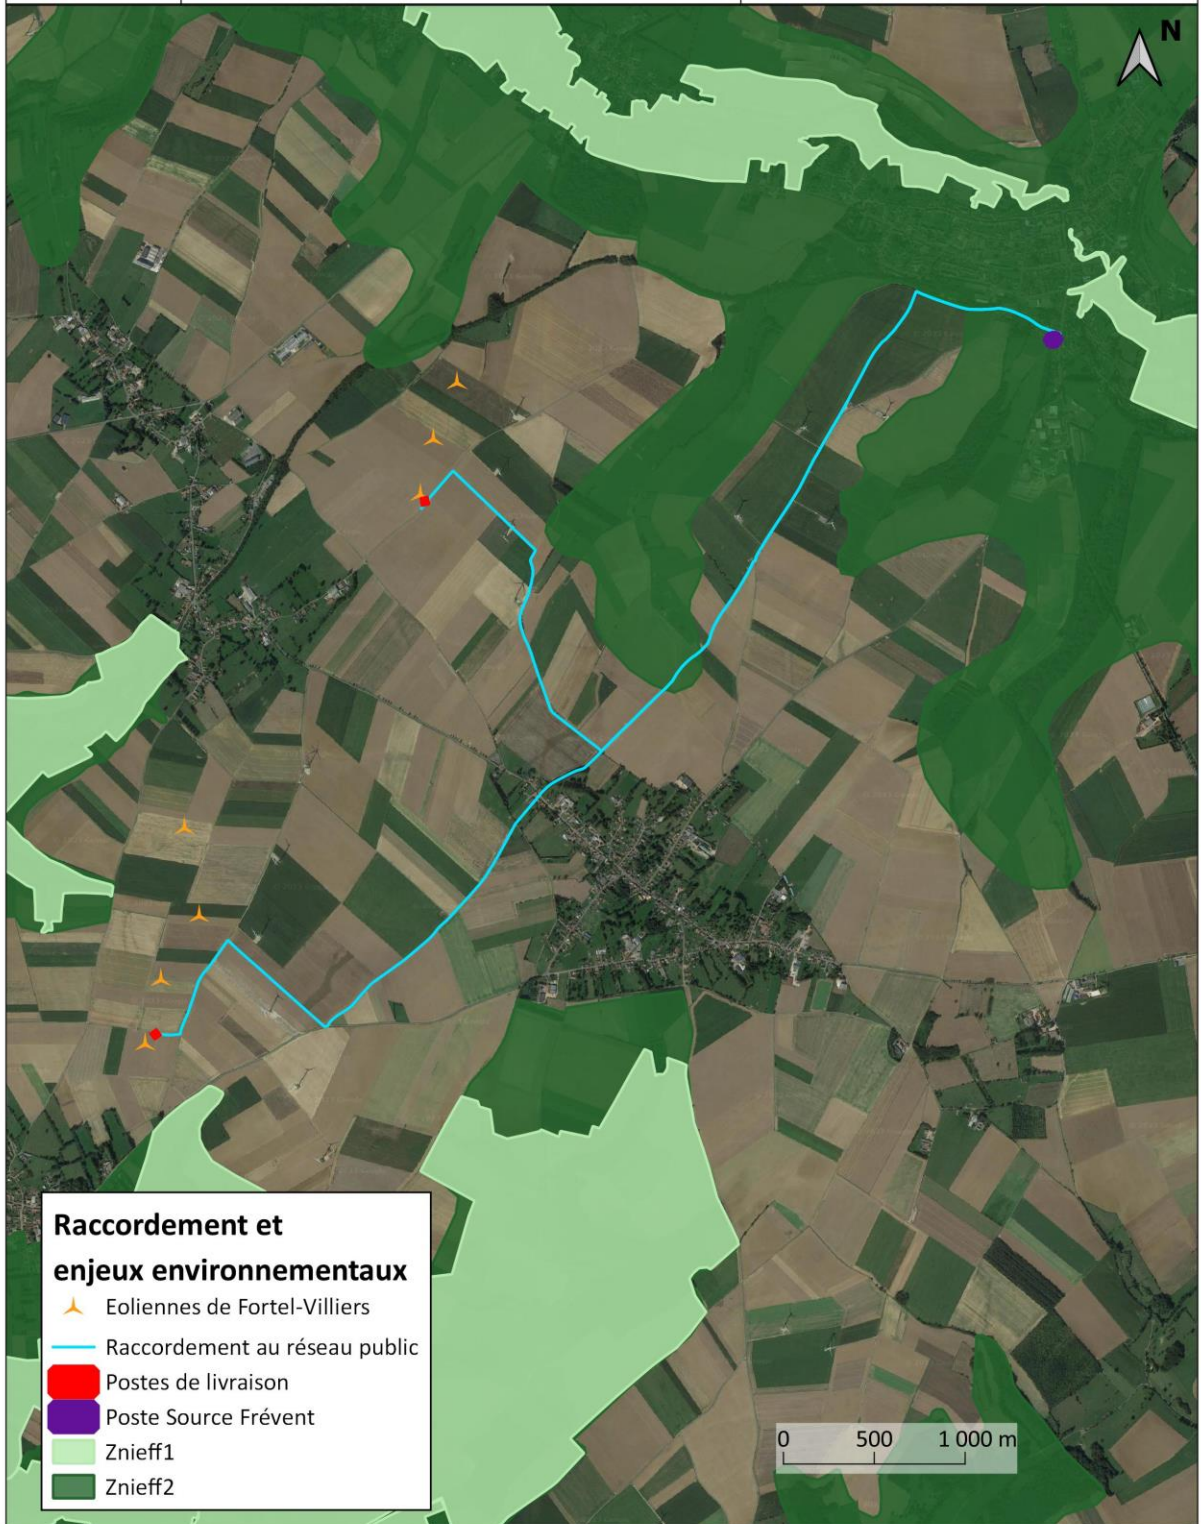 N
Raccordement et
enjeux environnementaux
Eoliennes de Fortel-Villiers
Raccordement au réseau public
Postes de livraison
Poste Source Frévent
Znieff1
Znieff2
0 500 1 000 m